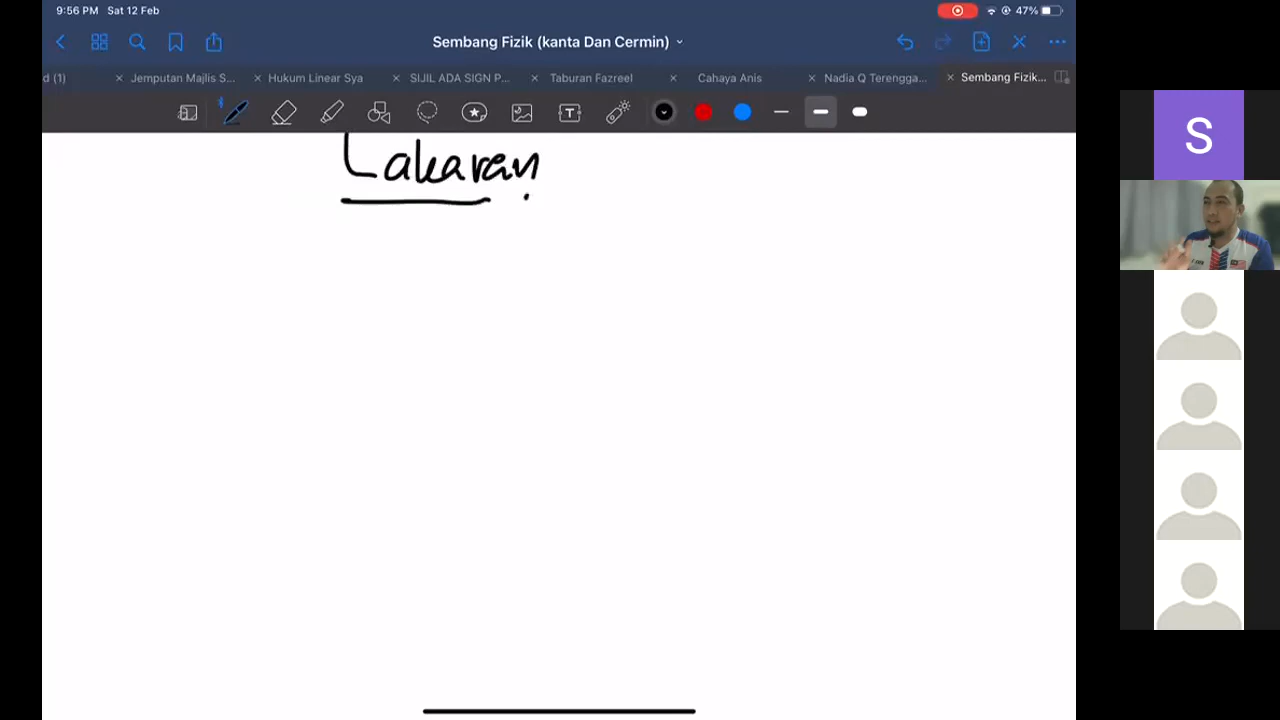 9:56 PM Sat 12 Feb
47%
Sembang Fizik (kanta Dan Cermin)
d (1)
Jemputan Majlis S...
Hukum Linear Sya
SIJIL ADA SIGN P...
Taburan Fazreel
Cahaya Anis
Nadia Q Terengga...
Sembang Fizik...
T
Lakaran
S